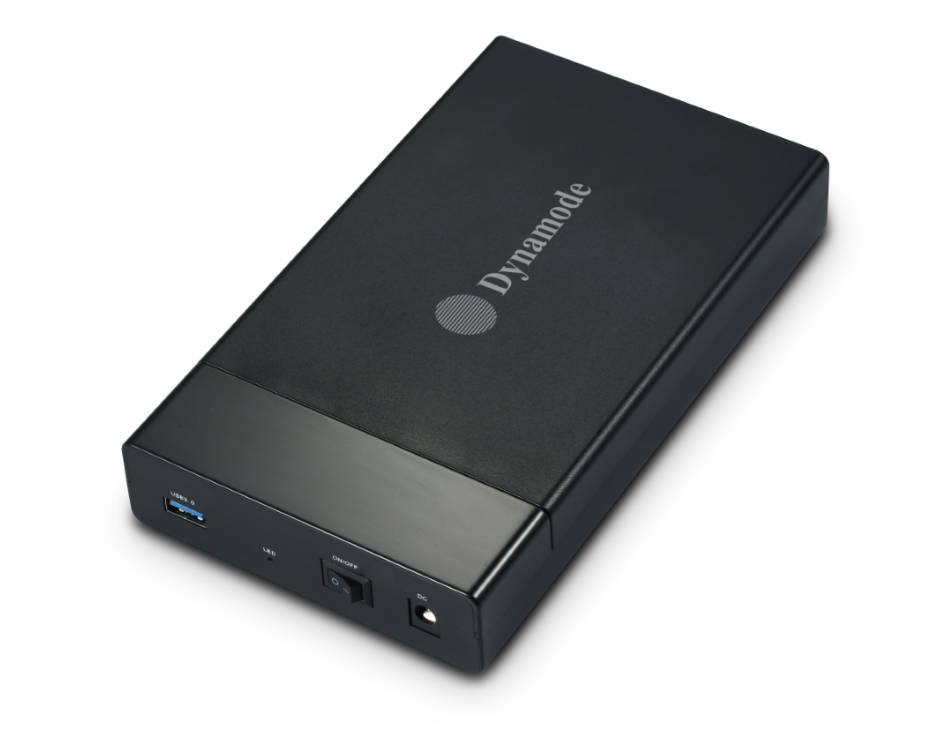 Dynamode
USB3.0
LED
ON/OFF
DC